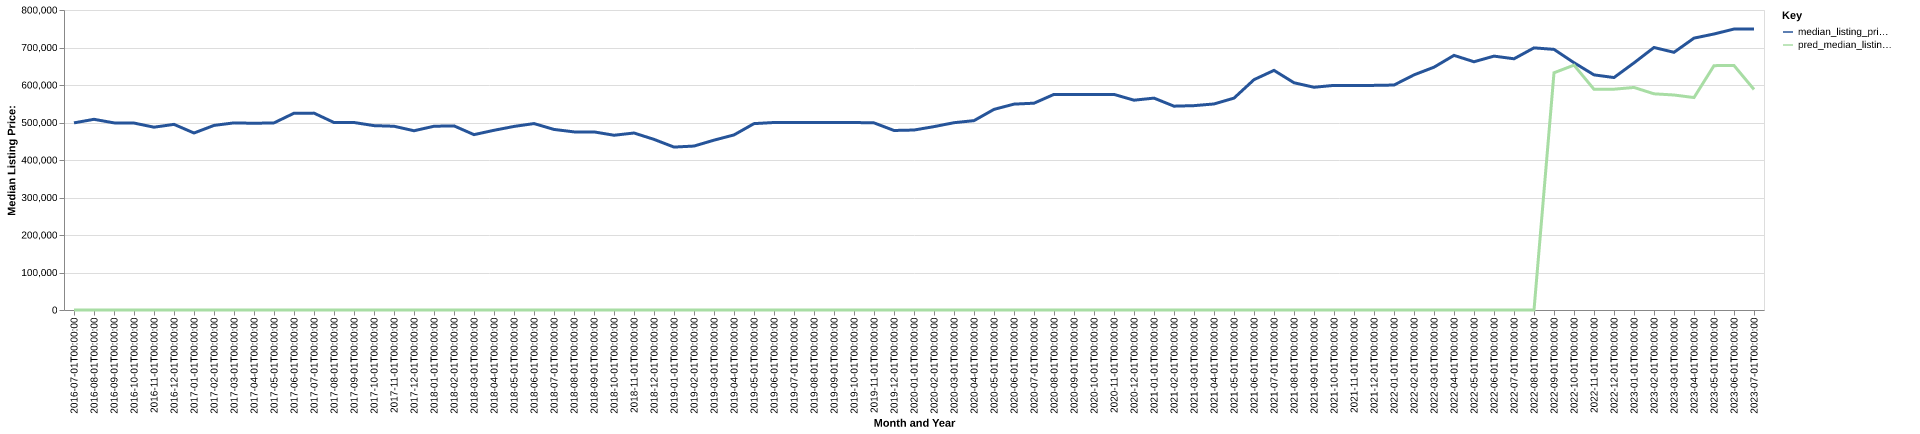 800,000
700,000
600,000
500,000
400,000
300,000
200,000
100,000
0
Median Listing Price:
2016-07-01T00:00:00
2016-08-01T00:00:00
2016-09-01T00:00:00
2016-10-01T00:00:00
2016-11-01T00:00:00
2016-12-01T00:00:00
2017-01-01T00:00:00
2017-02-01T00:00:00
2017-03-01T00:00:00
2017-04-01T00:00:00
2017-05-01T00:00:00
2017-06-01T00:00:00
2017-07-01T00:00:00
2017-08-01T00:00:00
2017-09-01T00:00:00
2017-10-01T00:00:00
2017-11-01T00:00:00
2017-12-01T00:00:00
2018-01-01T00:00:00
2018-02-01T00:00:00
2018-03-01T00:00:00
2018-04-01T00:00:00
2018-05-01T00:00:00
2018-06-01T00:00:00
2018-07-01T00:00:00
2018-08-01T00:00:00
2018-09-01T00:00:00
2018-10-01T00:00:00
2018-11-01T00:00:00
2018-12-01T00:00:00
2019-01-01T00:00:00
2019-02-01T00:00:00
2019-03-01T00:00:00
2019-04-01T00:00:00
2019-05-01T00:00:00
2019-06-01T00:00:00
2019-07-01T00:00:00
2019-08-01T00:00:00
2019-09-01T00:00:00
2019-10-01T00:00:00
2019-11-01T00:00:00
2019-12-01T00:00:00
2020-01-01T00:00:00
2020-02-01T00:00:00
2020-03-01T00:00:00
2020-04-01T00:00:00
2020-05-01T00:00:00
2020-06-01T00:00:00
2020-07-01T00:00:00
2020-08-01T00:00:00
2020-09-01T00:00:00
2020-10-01T00:00:00
2020-11-01T00:00:00
2020-12-01T00:00:00
2021-01-01T00:00:00
2021-02-01T00:00:00
2021-03-01T00:00:00
2021-04-01T00:00:00
2021-05-01T00:00:00
2021-06-01T00:00:00
2021-07-01T00:00:00
2021-08-01T00:00:00
2021-09-01T00:00:00
2021-10-01T00:00:00
2021-11-01T00:00:00
2021-12-01T00:00:00
2022-01-01T00:00:00
2022-02-01T00:00:00
2022-03-01T00:00:00
2022-04-01T00:00:00
2022-05-01T00:00:00
2022-06-01T00:00:00
2022-07-01T00:00:00
2022-08-01T00:00:00
2022-09-01T00:00:00
2022-10-01T00:00:00
2022-11-01T00:00:00
2022-12-01T00:00:00
2023-01-01T00:00:00
2023-02-01T00:00:00
2023-03-01T00:00:00
2023-04-01T00:00:00
2023-05-01T00:00:00
2023-06-01T00:00:00
2023-07-01T00:00:00
Month and Year
Key
median_listing_pri…
pred_median_listin…